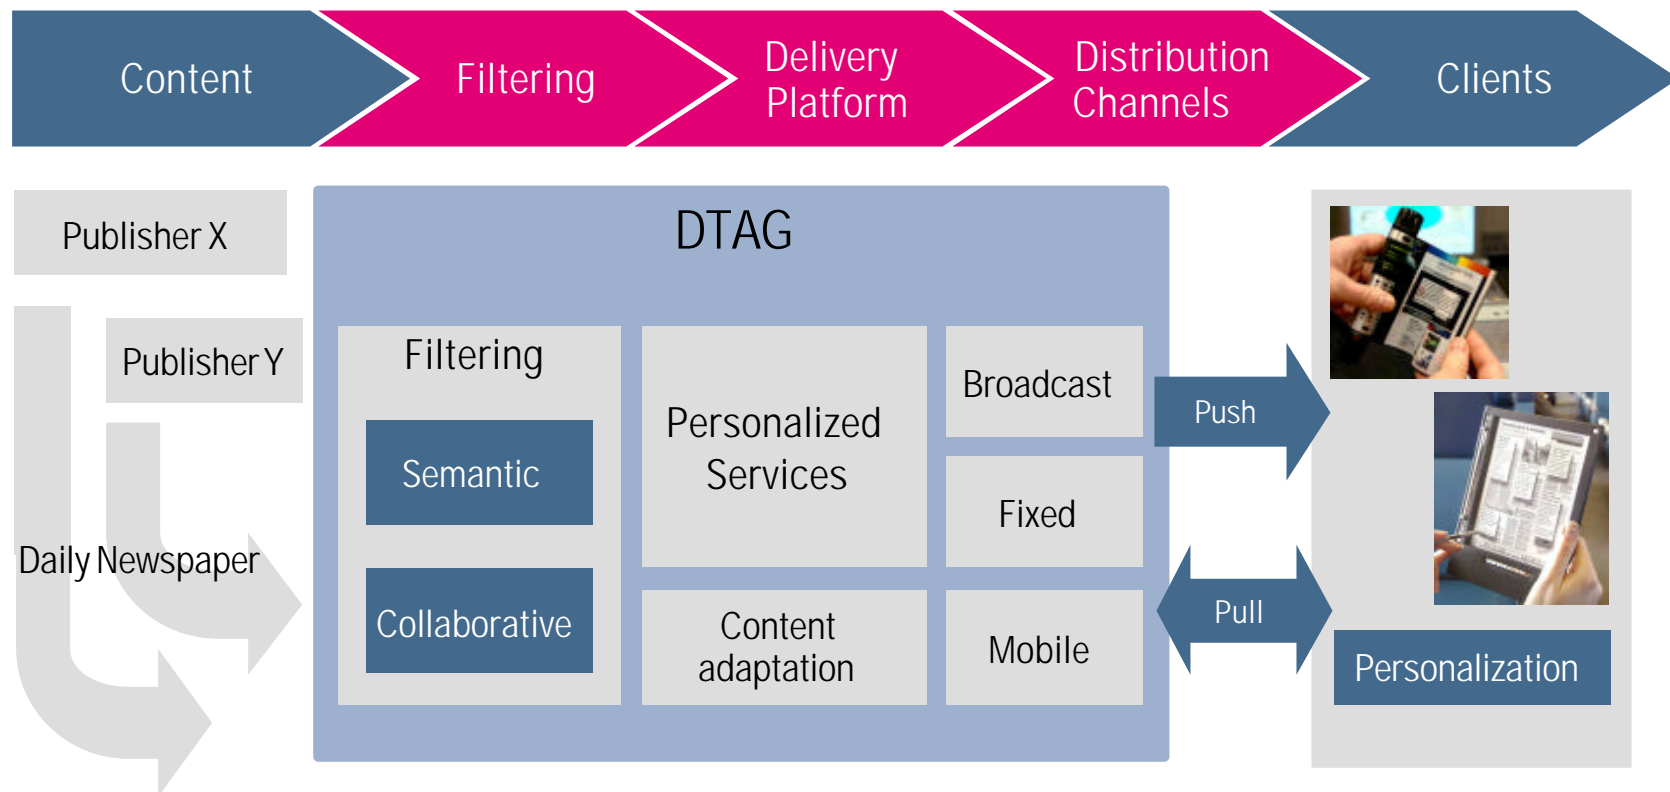 Content
Filtering
Delivery
Platform
Distribution
Channels
Clients
Publisher X
Publisher Y
Daily Newspaper
DTAG
Filtering
Semantic
Collaborative
Personalized
Services
Content
adaptation
Broadcast
Fixed
Mobile
Push
Pull
Personalization